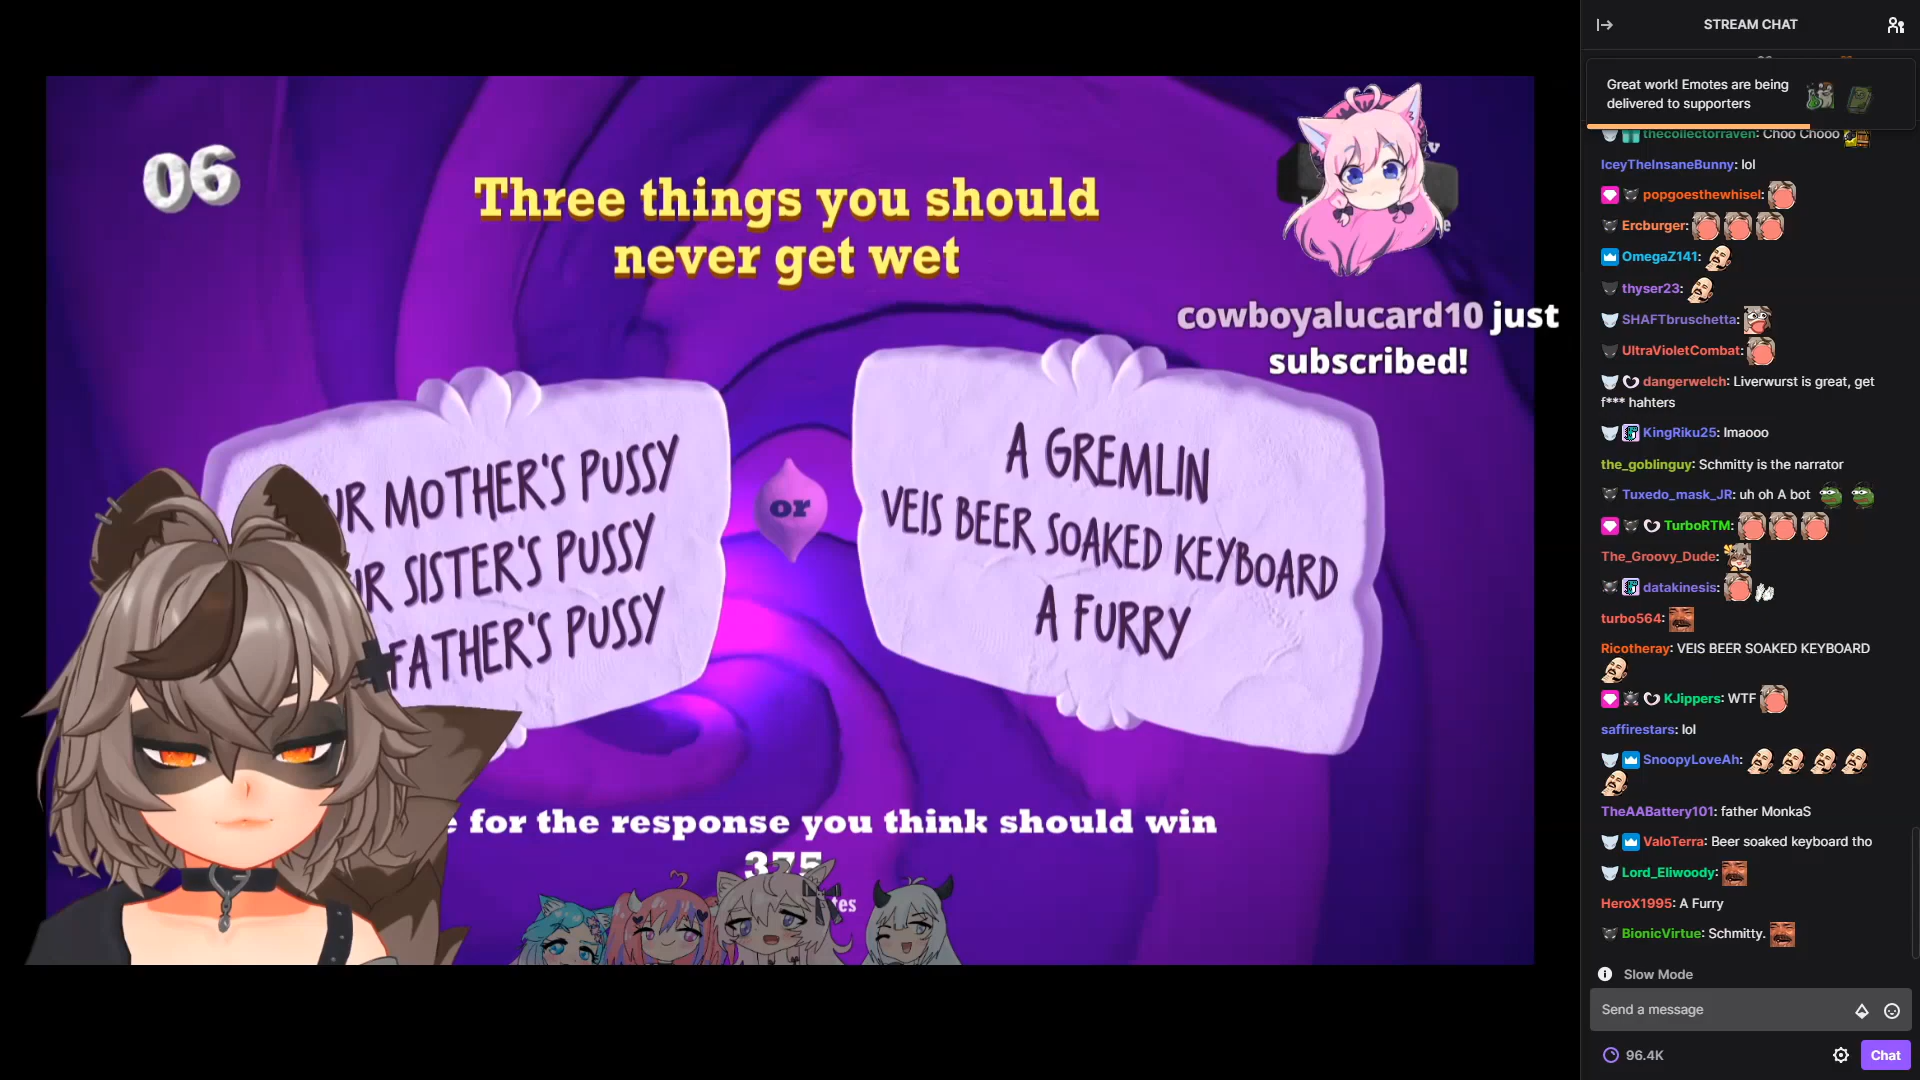 06
Three things you should
never get wet
cowboyalucard10 just
subscribed!
UR MOTHER'S PUSSY
UR SISTER'S PUSSY
FATHER'S PUSSY
or
A GREMLIN
VEIS BEER SOAKED KEYBOARD
A FURRY
for the response you think should win
375
STREAM CHAT
Great work! Emotes are being
delivered to supporters
thecollectorraven: Choo Chooo
IceyTheInsaneBunny: lol
popgoesthewhisel:
Ercburger:
OmegaZ141:
thyser23:
SHAFTbruschetta:
UltraVioletCombat:
dangerwelch: Liverwurst is great, get
f*** hahters
KingRiku25: lmaooo
the_goblinguy: Schmitty is the narrator
Tuxedo_mask_JR: uh oh A bot
TurboRTM:
The_Groovy_Dude:
datakinesis:
turbo564:
Ricotheray: VEIS BEER SOAKED KEYBOARD
KJippers: WTF
saffirestars: lol
SnoopyLoveAh:
TheAABattery101: father MonkaS
ValoTerra: Beer soaked keyboard tho
Lord_Eliwoody:
HeroX1995: A Furry
BionicVirtue: Schmitty.
Slow Mode
Send a message
96.4K
Chat